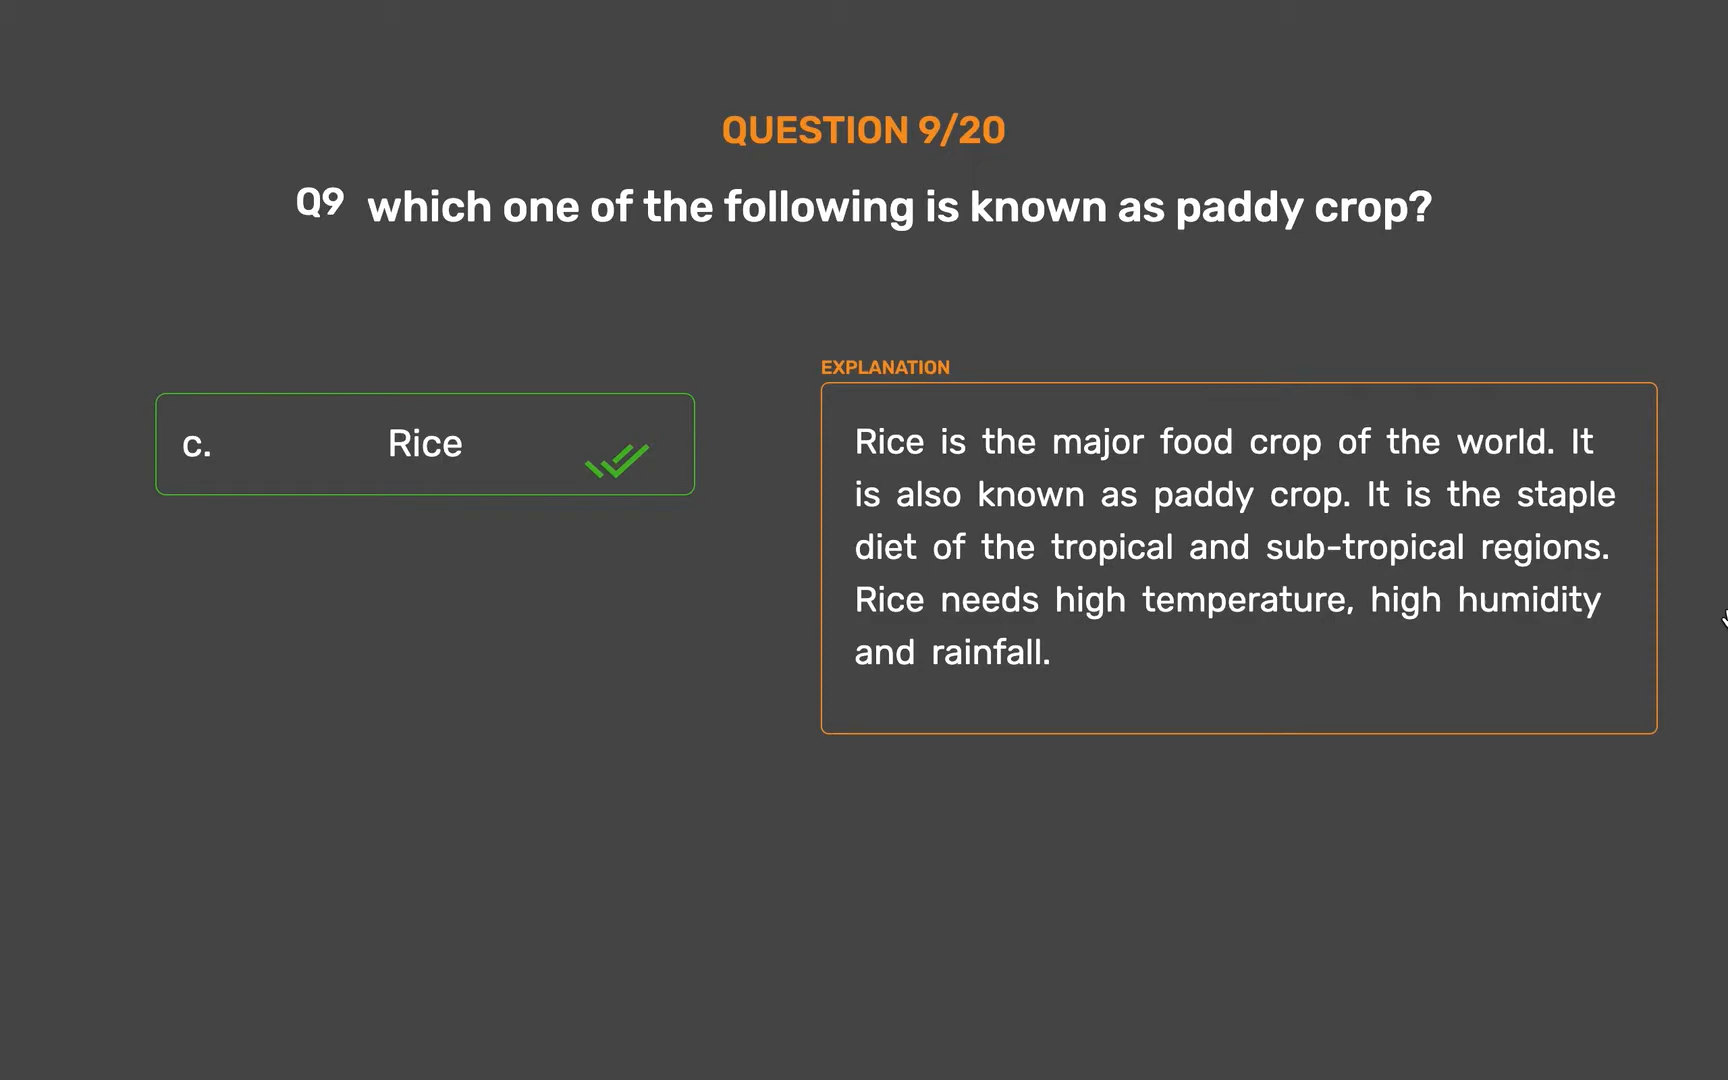 QUESTION 9/20
Q9 which one of the following is known as paddy crop?
c. Rice
EXPLANATION
Rice is the major food crop of the world. It
is also known as paddy crop. It is the staple
diet of the tropical and sub-tropical regions.
Rice needs high temperature, high humidity
and rainfall.